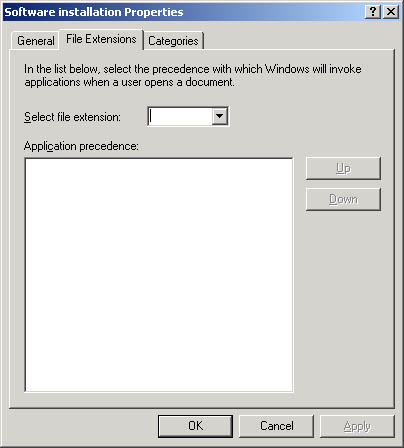 Software installation Properties
General File Extensions Categories
In the list below, select the precedence with which Windows will invoke
applications when a user opens a document.
Select file extension:
Application precedence:
Up
Down
OK Cancel Apply